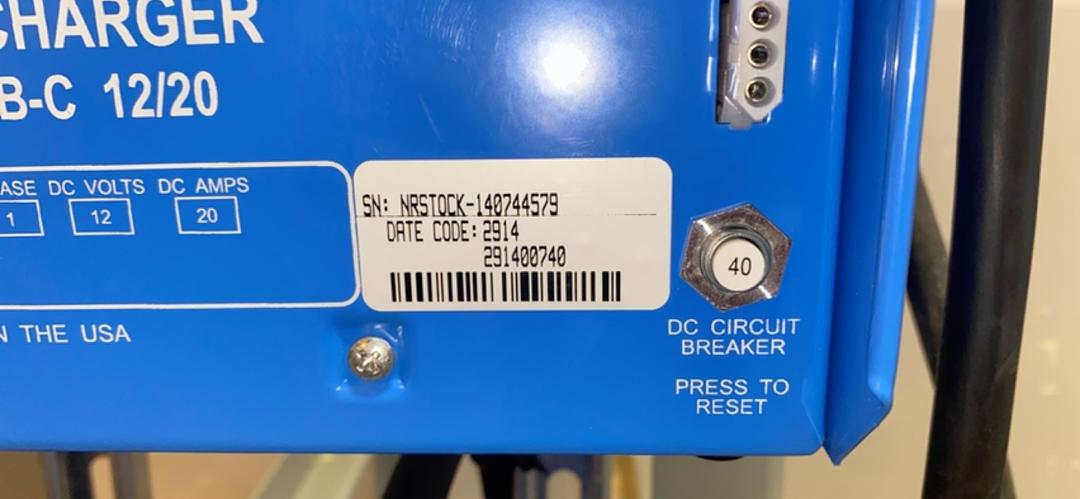 CHARGER
B-C 12/20
ASE DC VOLTS DC AMPS
1 12 20
SN: NRSTOCK-140744579
DATE CODE: 2914
291400740
40
DC CIRCUIT
BREAKER
PRESS TO
RESET
N THE USA